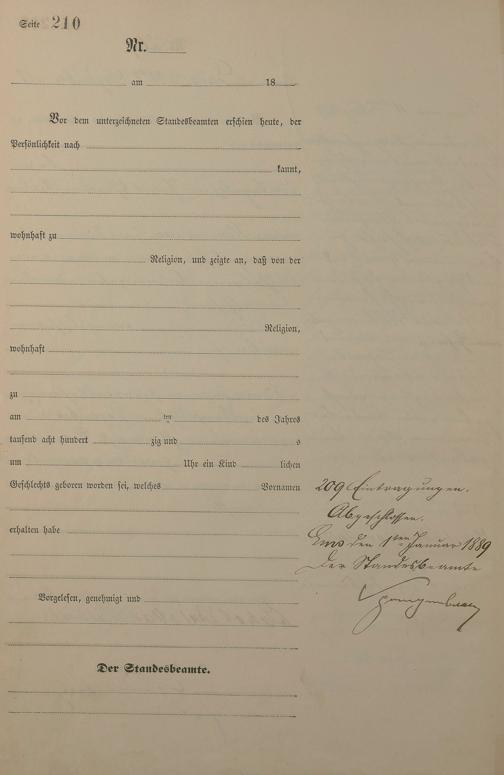 Seite 210
Nr.
am 18
Vor dem unterzeichneten Standesbeamten erschien heute, der
Persönlichkeit nach
kannt,
wohnhaft zu
Religion, und zeigte an, daß von der
Religion,
wohnhaft
zu
am ten des Jahres
tausend acht hundert zig und s
um Uhr ein Kind lichen
Geschlechts geboren worden sei, welches Vornamen
erhalten habe
209 Eintragungen.
Abgeschlossen.
Ems den 1ten Januar 1889
Der Standesbeamte
Vorgelesen, genehmigt und
Der Standesbeamte.